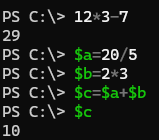 PS C:\> 12*3-7
29
PS C:\> $a=20/5
PS C:\> $b=2*3
PS C:\> $c=$a+$b
PS C:\> $c
10